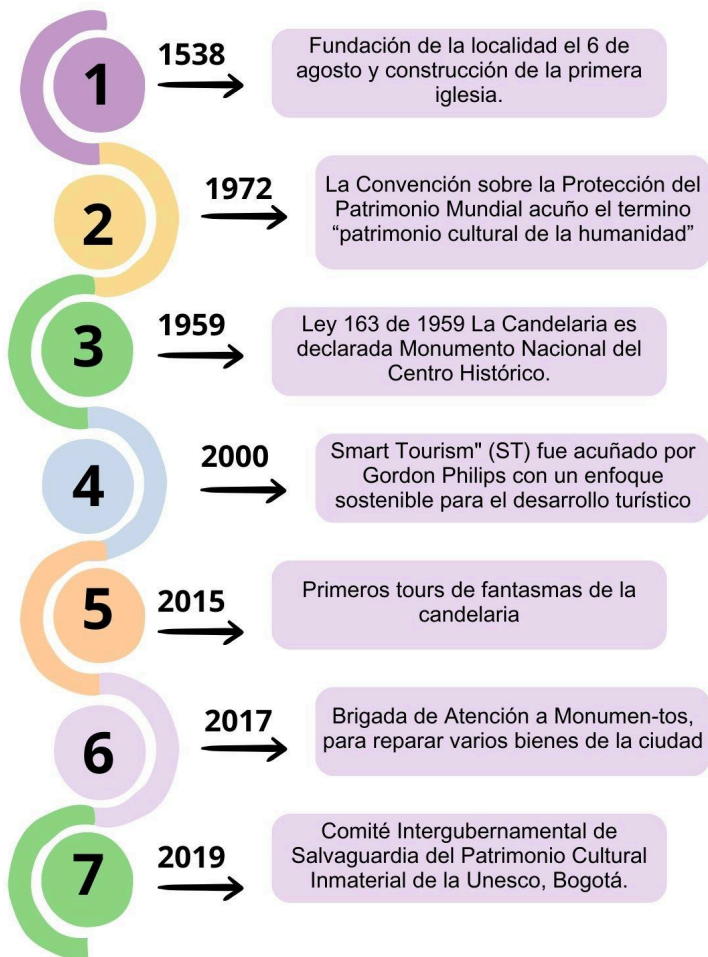 1
1538
Fundación de la localidad el 6 de
agosto y construcción de la primera
iglesia.
2
1972
La Convención sobre la Protección del
Patrimonio Mundial acuño el termino
“patrimonio cultural de la humanidad”
3
1959
Ley 163 de 1959 La Candelaria es
declarada Monumento Nacional del
Centro Histórico.
4
2000
Smart Tourism" (ST) fue acuñado por
Gordon Philips con un enfoque
sostenible para el desarrollo turístico
5
2015
Primeros tours de fantasmas de la
candelaria
6
2017
Brigada de Atención a Monumen-tos,
para reparar varios bienes de la ciudad
7
2019
Comité Intergubernamental de
Salvaguardia del Patrimonio Cultural
Inmaterial de la Unesco, Bogotá.